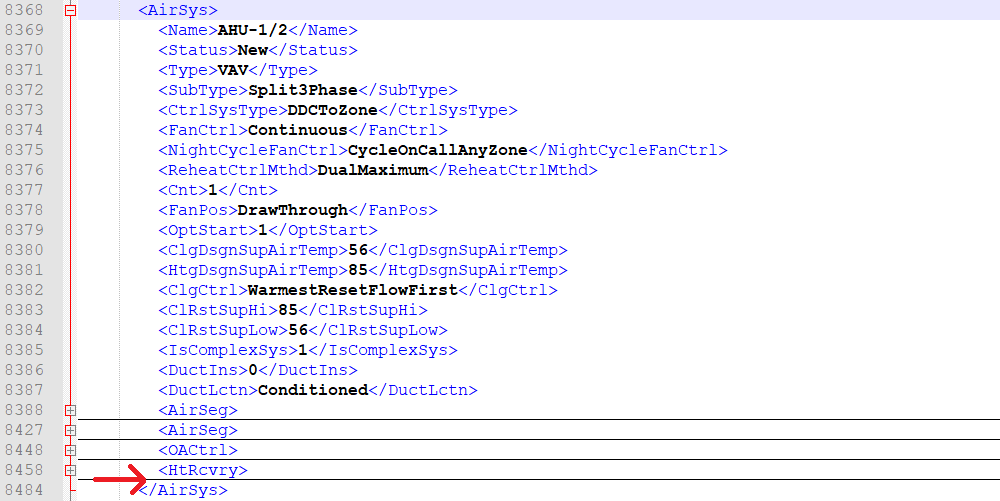 8368 <AirSys>
8369 <Name>AHU-1/2</Name>
8370 <Status>New</Status>
8371 <Type>VAV</Type>
8372 <SubType>Split3Phase</SubType>
8373 <CtrlSysType>DDCToZone</CtrlSysType>
8374 <FanCtrl>Continuous</FanCtrl>
8375 <NightCycleFanCtrl>CycleOnCallAnyZone</NightCycleFanCtrl>
8376 <ReheatCtrlMthd>DualMaximum</ReheatCtrlMthd>
8377 <Cnt>1</Cnt>
8378 <FanPos>DrawThrough</FanPos>
8379 <OptStart>1</OptStart>
8380 <ClgDsgnSupAirTemp>56</ClgDsgnSupAirTemp>
8381 <HtgDsgnSupAirTemp>85</HtgDsgnSupAirTemp>
8382 <ClgCtrl>WarmestResetFlowFirst</ClgCtrl>
8383 <ClRstSupHi>85</ClRstSupHi>
8384 <ClRstSupLow>56</ClRstSupLow>
8385 <IsComplexSys>1</IsComplexSys>
8386 <DuctIns>0</DuctIns>
8387 <DuctLctn>Conditioned</DuctLctn>
8388 <AirSeg>
8427 <AirSeg>
8448 <OACtrl>
8458 <HtRcvry>
8484 </AirSys>